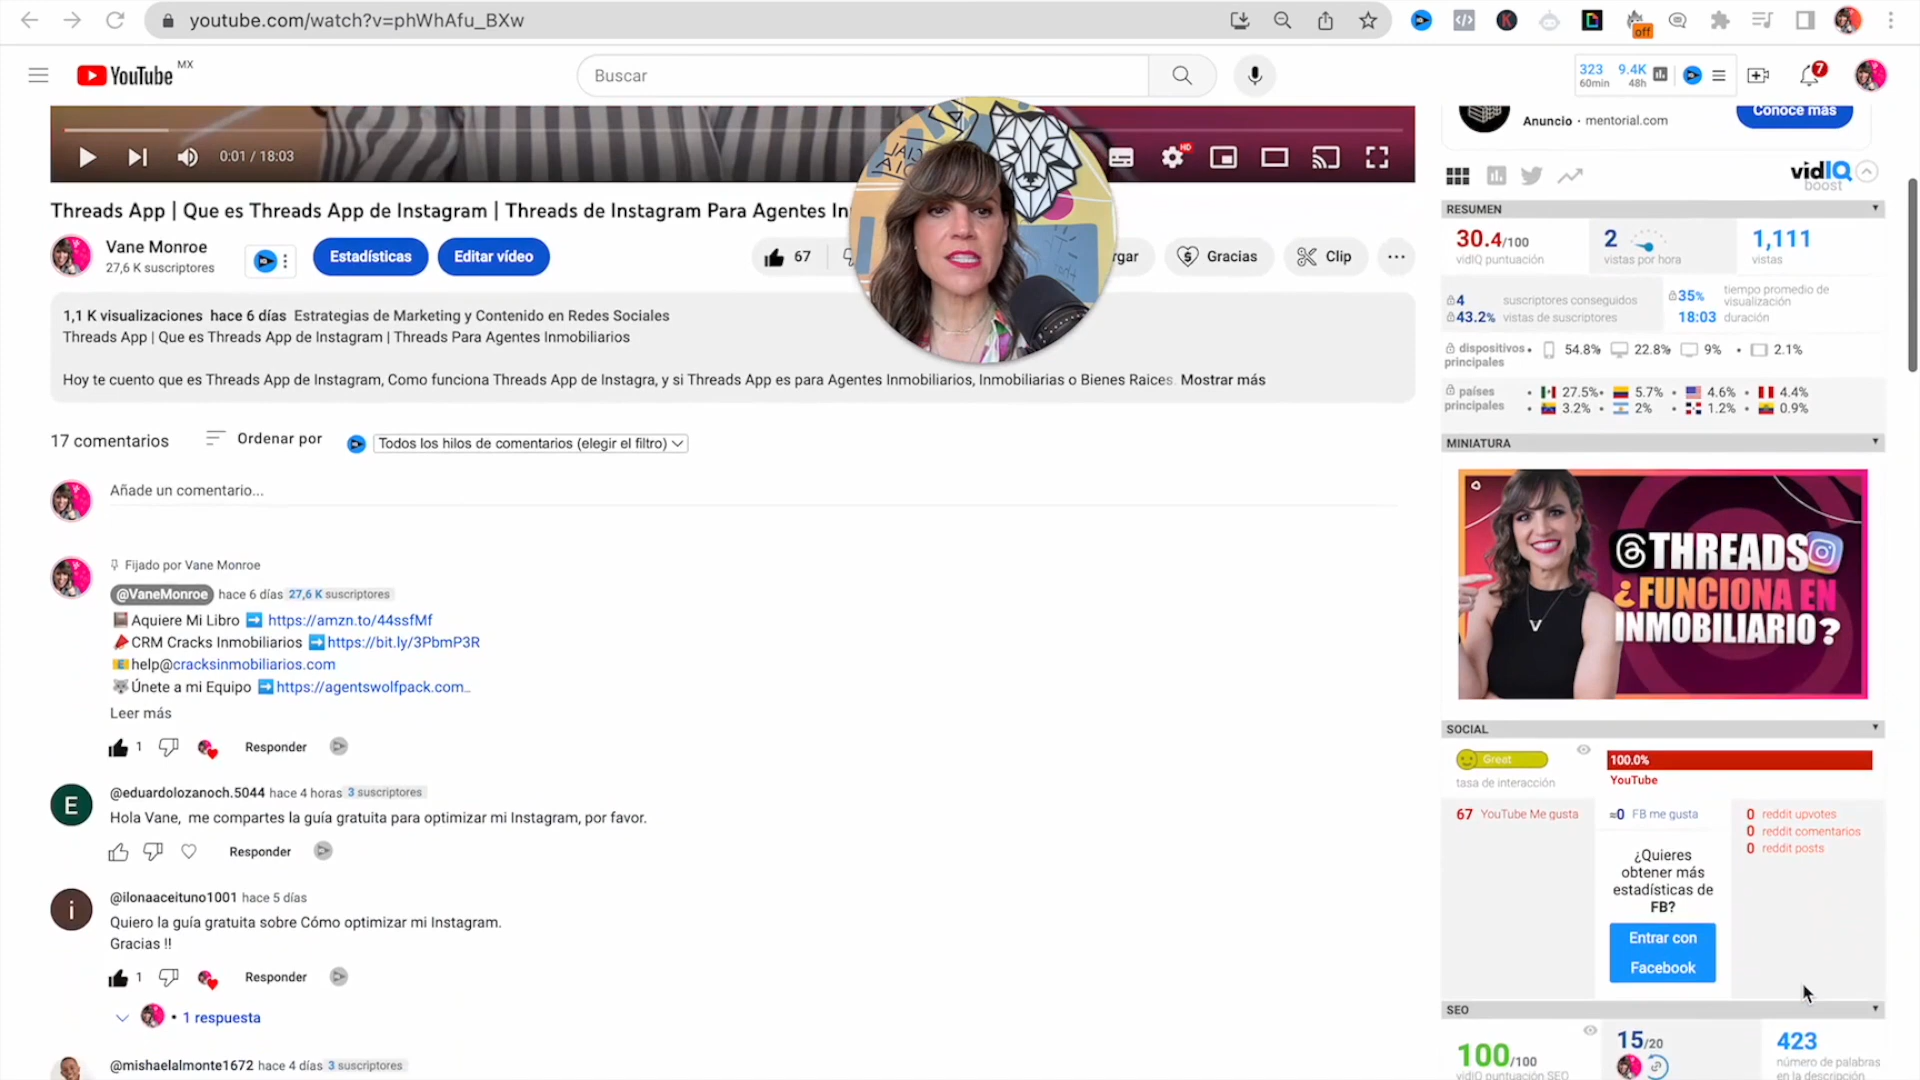 youtube.com/watch?v=phWhAfu_BXw
off
YouTube MX
Buscar
323 60min 9.4K 48h
7
0:01 / 18:03
HD
Anuncio · mentorial.com
Conoce más
Threads App | Que es Threads App de Instagram | Threads de Instagram Para Agentes In
Vane Monroe
27,6 K suscriptores
Estadísticas
Editar vídeo
67
rgar
Gracias
Clip
1,1 K visualizaciones hace 6 días Estrategias de Marketing y Contenido en Redes Sociales
Threads App | Que es Threads App de Instagram | Threads Para Agentes Inmobiliarios
Hoy te cuento que es Threads App de Instagram, Como funciona Threads App de Instagra, y si Threads App es para Agentes Inmobiliarios, Inmobiliarias o Bienes Raices. Mostrar más
17 comentarios
Ordenar por
Todos los hilos de comentarios (elegir el filtro)
Añade un comentario...
Fijado por Vane Monroe
@VaneMonroe hace 6 días 27,6 K suscriptores
Aquiere Mi Libro ➡ https://amzn.to/44ssfMf
CRM Cracks Inmobiliarios ➡https://bit.ly/3PbmP3R
help@cracksinmobiliarios.com
Únete a mi Equipo ➡https://agentswolfpack.com...
Leer más
1
Responder
E
@eduardolozanoch.5044 hace 4 horas 3 suscriptores
Hola Vane, me compartes la guía gratuita para optimizar mi Instagram, por favor.
Responder
i
@ilonaaceituno1001 hace 5 días
Quiero la guía gratuita sobre Cómo optimizar mi Instagram.
Gracias !!
1
Responder
• 1 respuesta
@mishaelalmonte1672 hace 4 días 3 suscriptores
vidIQ
boost
RESUMEN
30.4/100
vidIQ puntuación
2
vistas por hora
1,111
vistas
4 suscriptores conseguidos
43.2% vistas de suscriptores
35% tiempo promedio de visualización
18:03 duración
dispositivos principales
54.8% 22.8% 9% 2.1%
países principales
27.5% 5.7% 4.6% 4.4%
3.2% 2% 1.2% 0.9%
MINIATURA
THREADS
¿FUNCIONA EN
INMOBILIARIO?
SOCIAL
Great
tasa de interacción
100.0%
YouTube
67 YouTube Me gusta
≈0 FB me gusta
0 reddit upvotes
0 reddit comentarios
0 reddit posts
¿Quieres
obtener más
estadísticas de
FB?
Entrar con
Facebook
SEO
100/100
vidIQ puntuación SEO
15/20
423
número de palabras
en la descripción